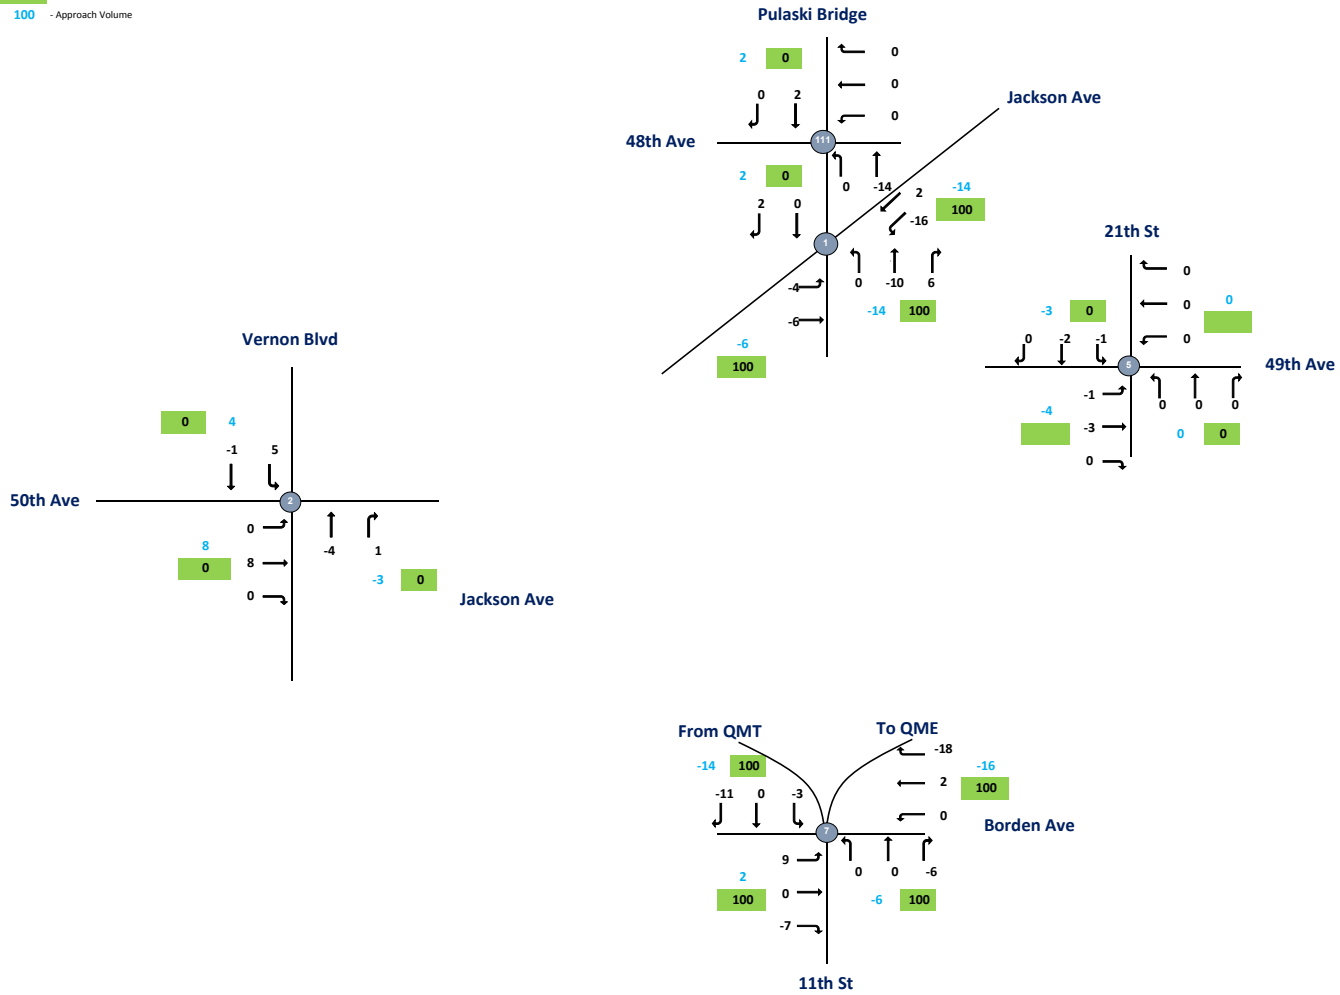 100 - Approach Volume
Pulaski Bridge
2 0
0
0
0
0 2
48th Ave
111
Jackson Ave
2 0
0 -14
2 0
2
-14
100
-16
1
0 -10 6
-4
-6
-14 100
-6
100
21th St
0
0
0
0
-3 0
0 -2 -1
5
49th Ave
-1
-3
0
-4
0 0 0
0 0
Vernon Blvd
0 4
-1 5
50th Ave
2
0
8
0
8
0
-4 1
-3 0
Jackson Ave
From QMT
To QME
-14 100
-18
2
0
-16
100
-11 0 -3
7
Borden Ave
9
0
-7
2
100
0 0 -6
-6 100
11th St